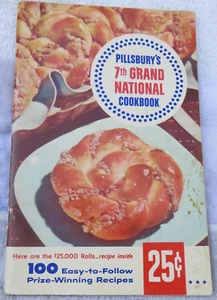 PILLSBURY'S
7th GRAND
NATIONAL
COOKBOOK
Here are the $25,000 Rolls...recipe inside
100 Easy-to-Follow
Prize-Winning Recipes
25¢
★★★